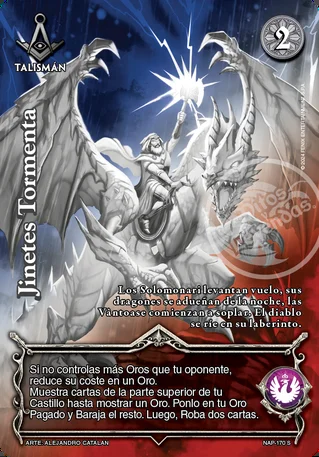 TALISMÁN
2
Jinetes Tormenta
Los Solomonari levantan vuelo, sus
dragones se adueñan de la noche, las
Vântoase comienzan a soplar. El diablo
se ríe en su laberinto.
Si no controlas más Oros que tu oponente,
reduce su coste en un Oro.
Muestra cartas de la parte superior de tu
Castillo hasta mostrar un Oro. Ponlo en tu Oro
Pagado y Baraja el resto. Luego, Roba dos cartas.
ARTE: ALEJANDRO CATALAN
NAP-170 S